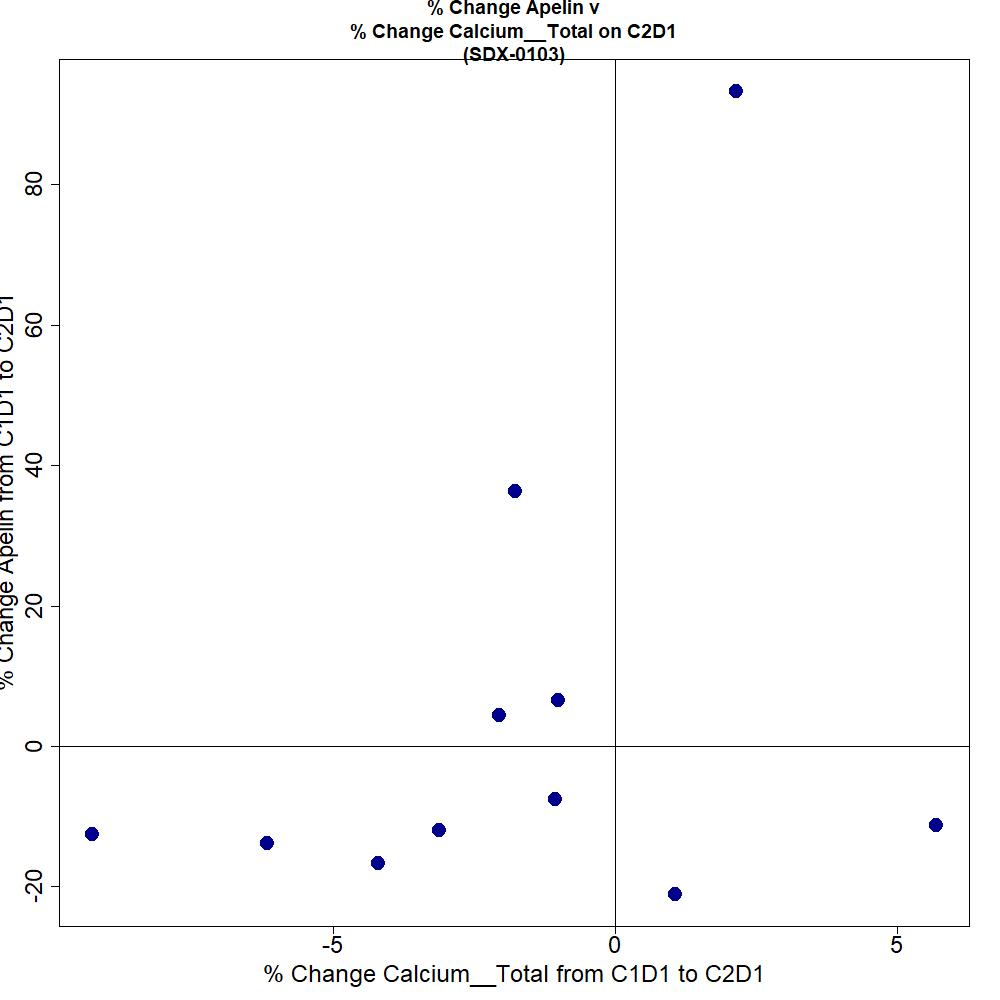 % Change Apelin v
% Change Calcium__Total on C2D1
(SDX-0103)
% Change Apelin from C1D1 to C2D1
80
60
40
20
0
-20
-5
0
5
% Change Calcium__Total from C1D1 to C2D1